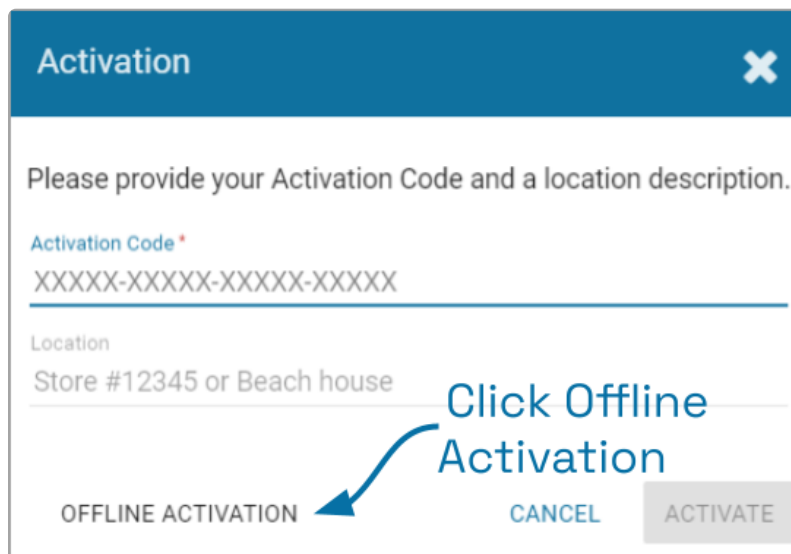 Activation
Please provide your Activation Code and a location description.
Activation Code *
XXXXX-XXXXX-XXXXX-XXXXX
Location
Store #12345 or Beach house
Click Offline
Activation
OFFLINE ACTIVATION CANCEL ACTIVATE